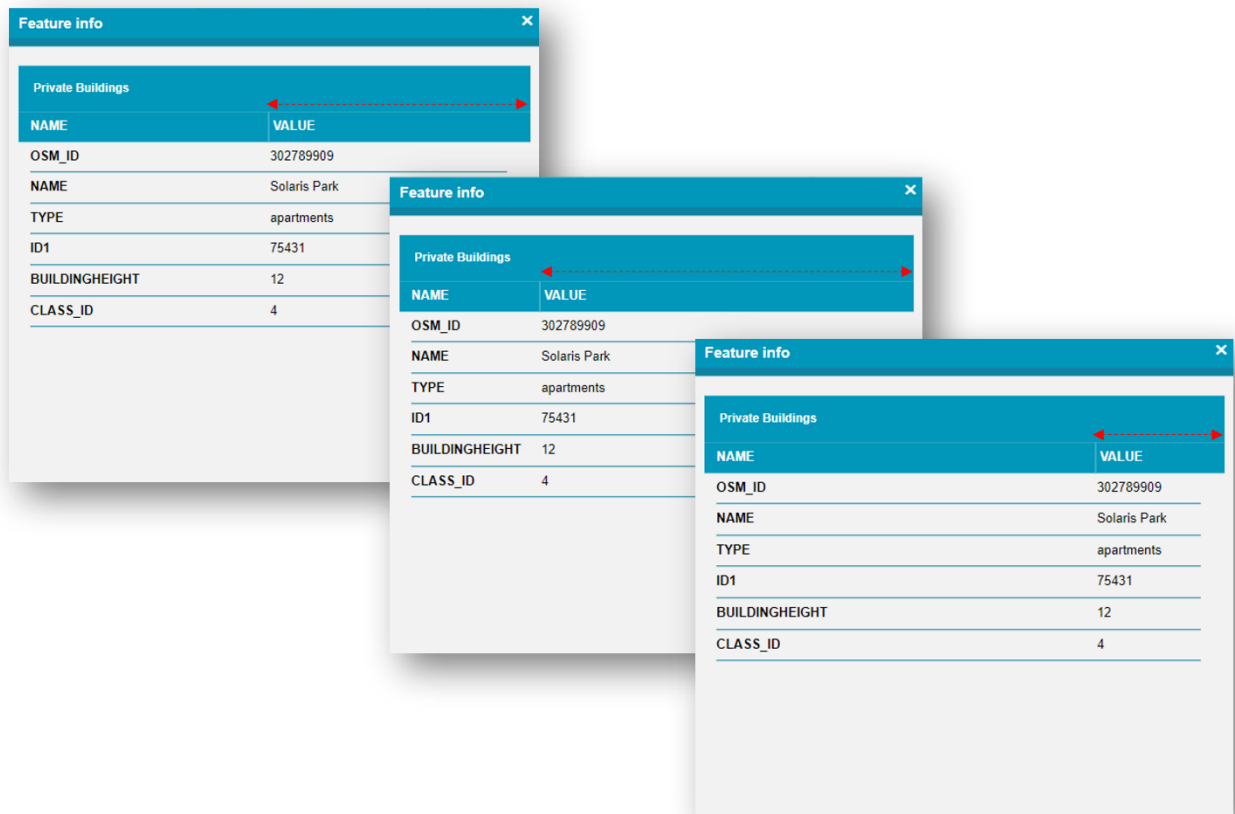 Feature info ×
Private Buildings
NAME VALUE
OSM_ID 302789909
NAME Solaris Park
TYPE apartments
ID1 75431
BUILDINGHEIGHT 12
CLASS_ID 4
Feature info ×
Private Buildings
NAME VALUE
OSM_ID 302789909
NAME Solaris Park
TYPE apartments
ID1 75431
BUILDINGHEIGHT 12
CLASS_ID 4
Feature info ×
Private Buildings
NAME VALUE
OSM_ID 302789909
NAME Solaris Park
TYPE apartments
ID1 75431
BUILDINGHEIGHT 12
CLASS_ID 4